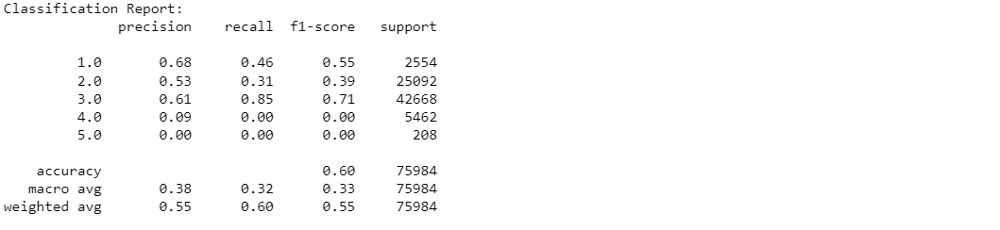 Classification Report:
precision recall f1-score support
1.0 0.68 0.46 0.55 2554
2.0 0.53 0.31 0.39 25092
3.0 0.61 0.85 0.71 42668
4.0 0.09 0.00 0.00 5462
5.0 0.00 0.00 0.00 208
accuracy 0.60 75984
macro avg 0.38 0.32 0.33 75984
weighted avg 0.55 0.60 0.55 75984